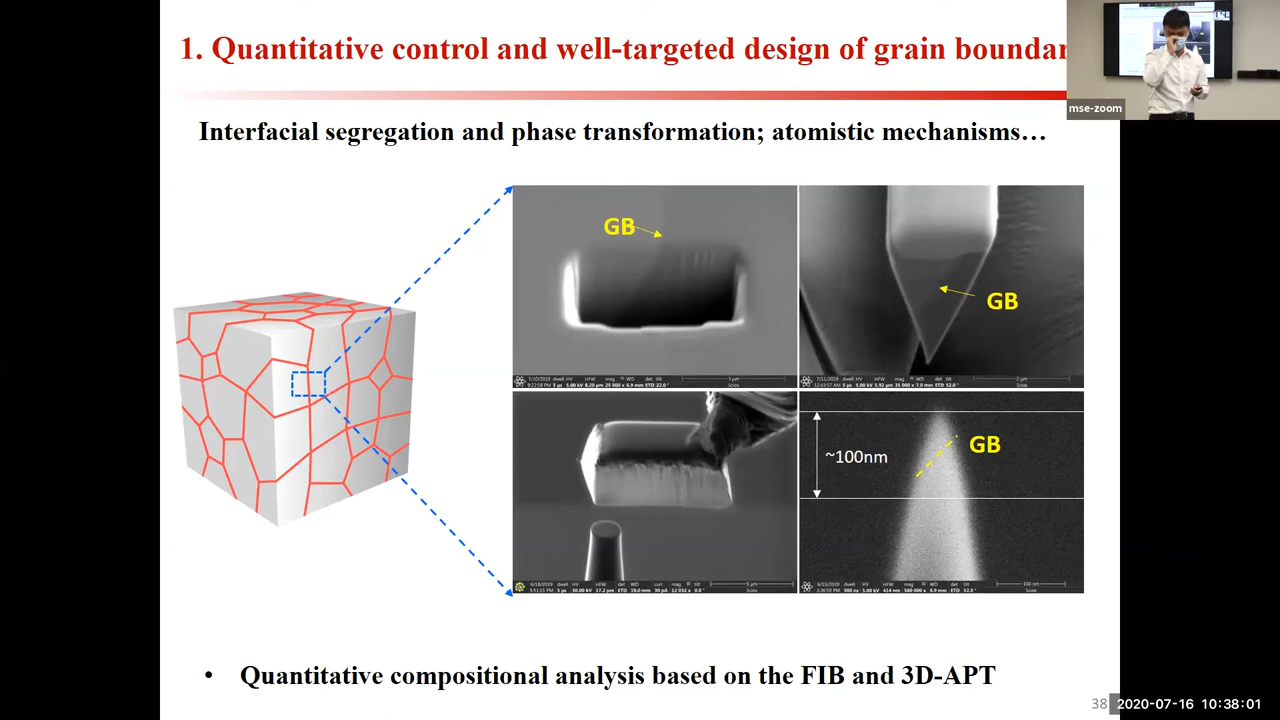 1. Quantitative control and well-targeted design of grain boundar
mse-zoom
Interfacial segregation and phase transformation; atomistic mechanisms…
GB
GB
~100nm
GB
• Quantitative compositional analysis based on the FIB and 3D-APT
38
2020-07-16 10:38:01